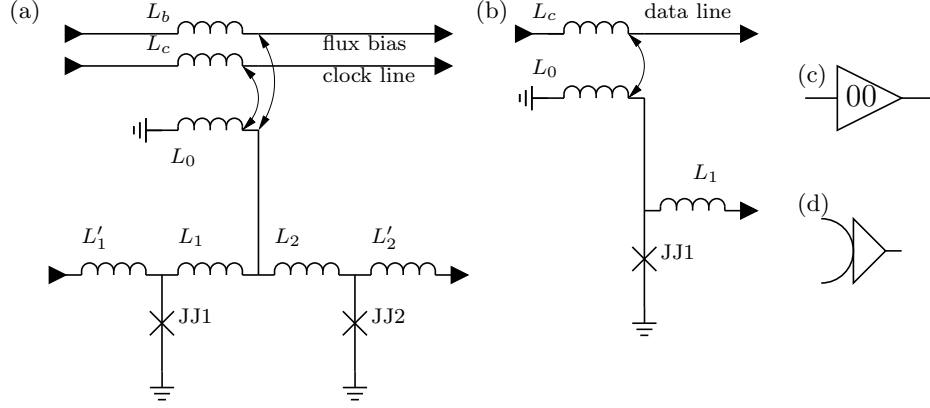 (a)
L_b
flux bias
L_c
clock line
L_0
L'_1
L_1
L_2
L'_2
JJ1
JJ2
(b)
L_c
data line
L_0
L_1
JJ1
(c)
00
(d)